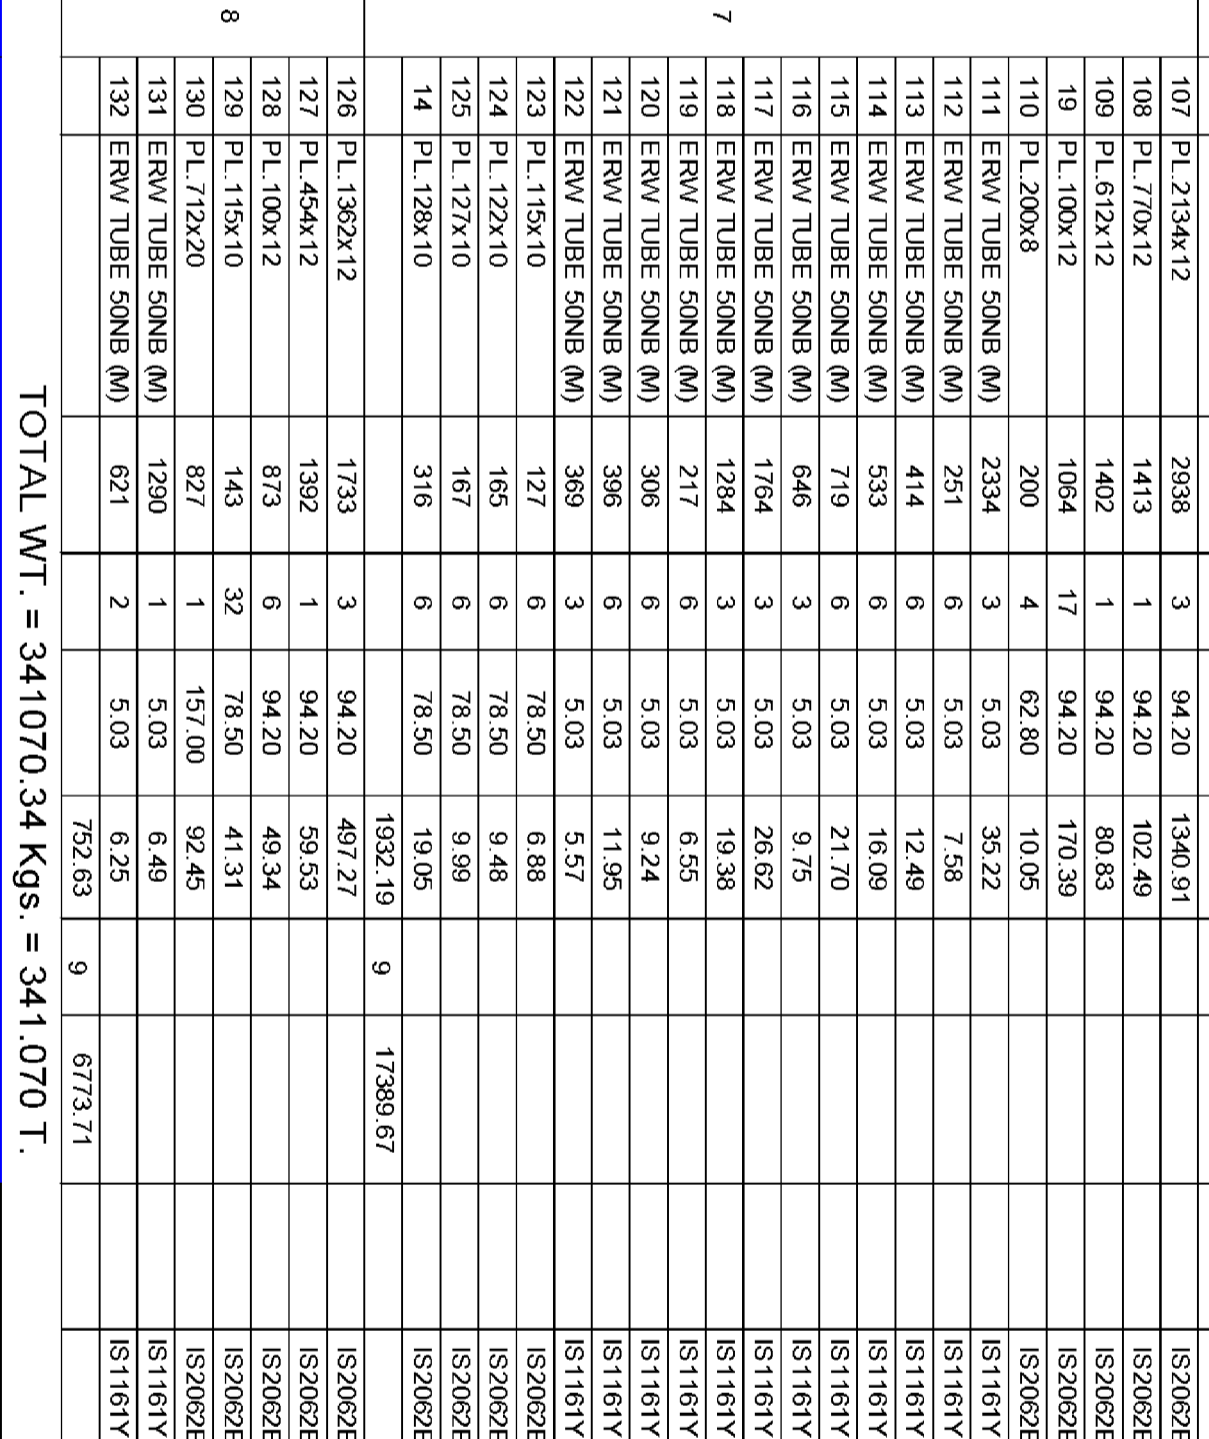 7
107 PL.2134x12 2938 3 94.20 1340.91 IS2062E
108 PL.770x12 1413 1 94.20 102.49 IS2062E
109 PL.612x12 1402 1 94.20 80.83 IS2062E
19 PL.100x12 1064 17 94.20 170.39 IS2062E
110 PL.200x8 200 4 62.80 10.05 IS2062E
111 ERW TUBE 50NB (M) 2334 3 5.03 35.22 IS1161Y
112 ERW TUBE 50NB (M) 251 6 5.03 7.58 IS1161Y
113 ERW TUBE 50NB (M) 414 6 5.03 12.49 IS1161Y
114 ERW TUBE 50NB (M) 533 6 5.03 16.09 IS1161Y
115 ERW TUBE 50NB (M) 719 6 5.03 21.70 IS1161Y
116 ERW TUBE 50NB (M) 646 3 5.03 9.75 IS1161Y
117 ERW TUBE 50NB (M) 1764 3 5.03 26.62 IS1161Y
118 ERW TUBE 50NB (M) 1284 3 5.03 19.38 IS1161Y
119 ERW TUBE 50NB (M) 217 6 5.03 6.55 IS1161Y
120 ERW TUBE 50NB (M) 306 6 5.03 9.24 IS1161Y
121 ERW TUBE 50NB (M) 396 6 5.03 11.95 IS1161Y
122 ERW TUBE 50NB (M) 369 3 5.03 5.57 IS1161Y
123 PL.115x10 127 6 78.50 6.88 IS2062E
124 PL.122x10 165 6 78.50 9.48 IS2062E
125 PL.127x10 167 6 78.50 9.99 IS2062E
14 PL.128x10 316 6 78.50 19.05 IS2062E
1932.19 9 17389.67
8
126 PL.1362x12 1733 3 94.20 497.27 IS2062E
127 PL.454x12 1392 1 94.20 59.53 IS2062E
128 PL.100x12 873 6 94.20 49.34 IS2062E
129 PL.115x10 143 32 78.50 41.31 IS2062E
130 PL.712x20 827 1 157.00 92.45 IS2062E
131 ERW TUBE 50NB (M) 1290 1 5.03 6.49 IS1161Y
132 ERW TUBE 50NB (M) 621 2 5.03 6.25 IS1161Y
752.63 9 6773.71
TOTAL WT. = 341070.34 Kgs. = 341.070 T.